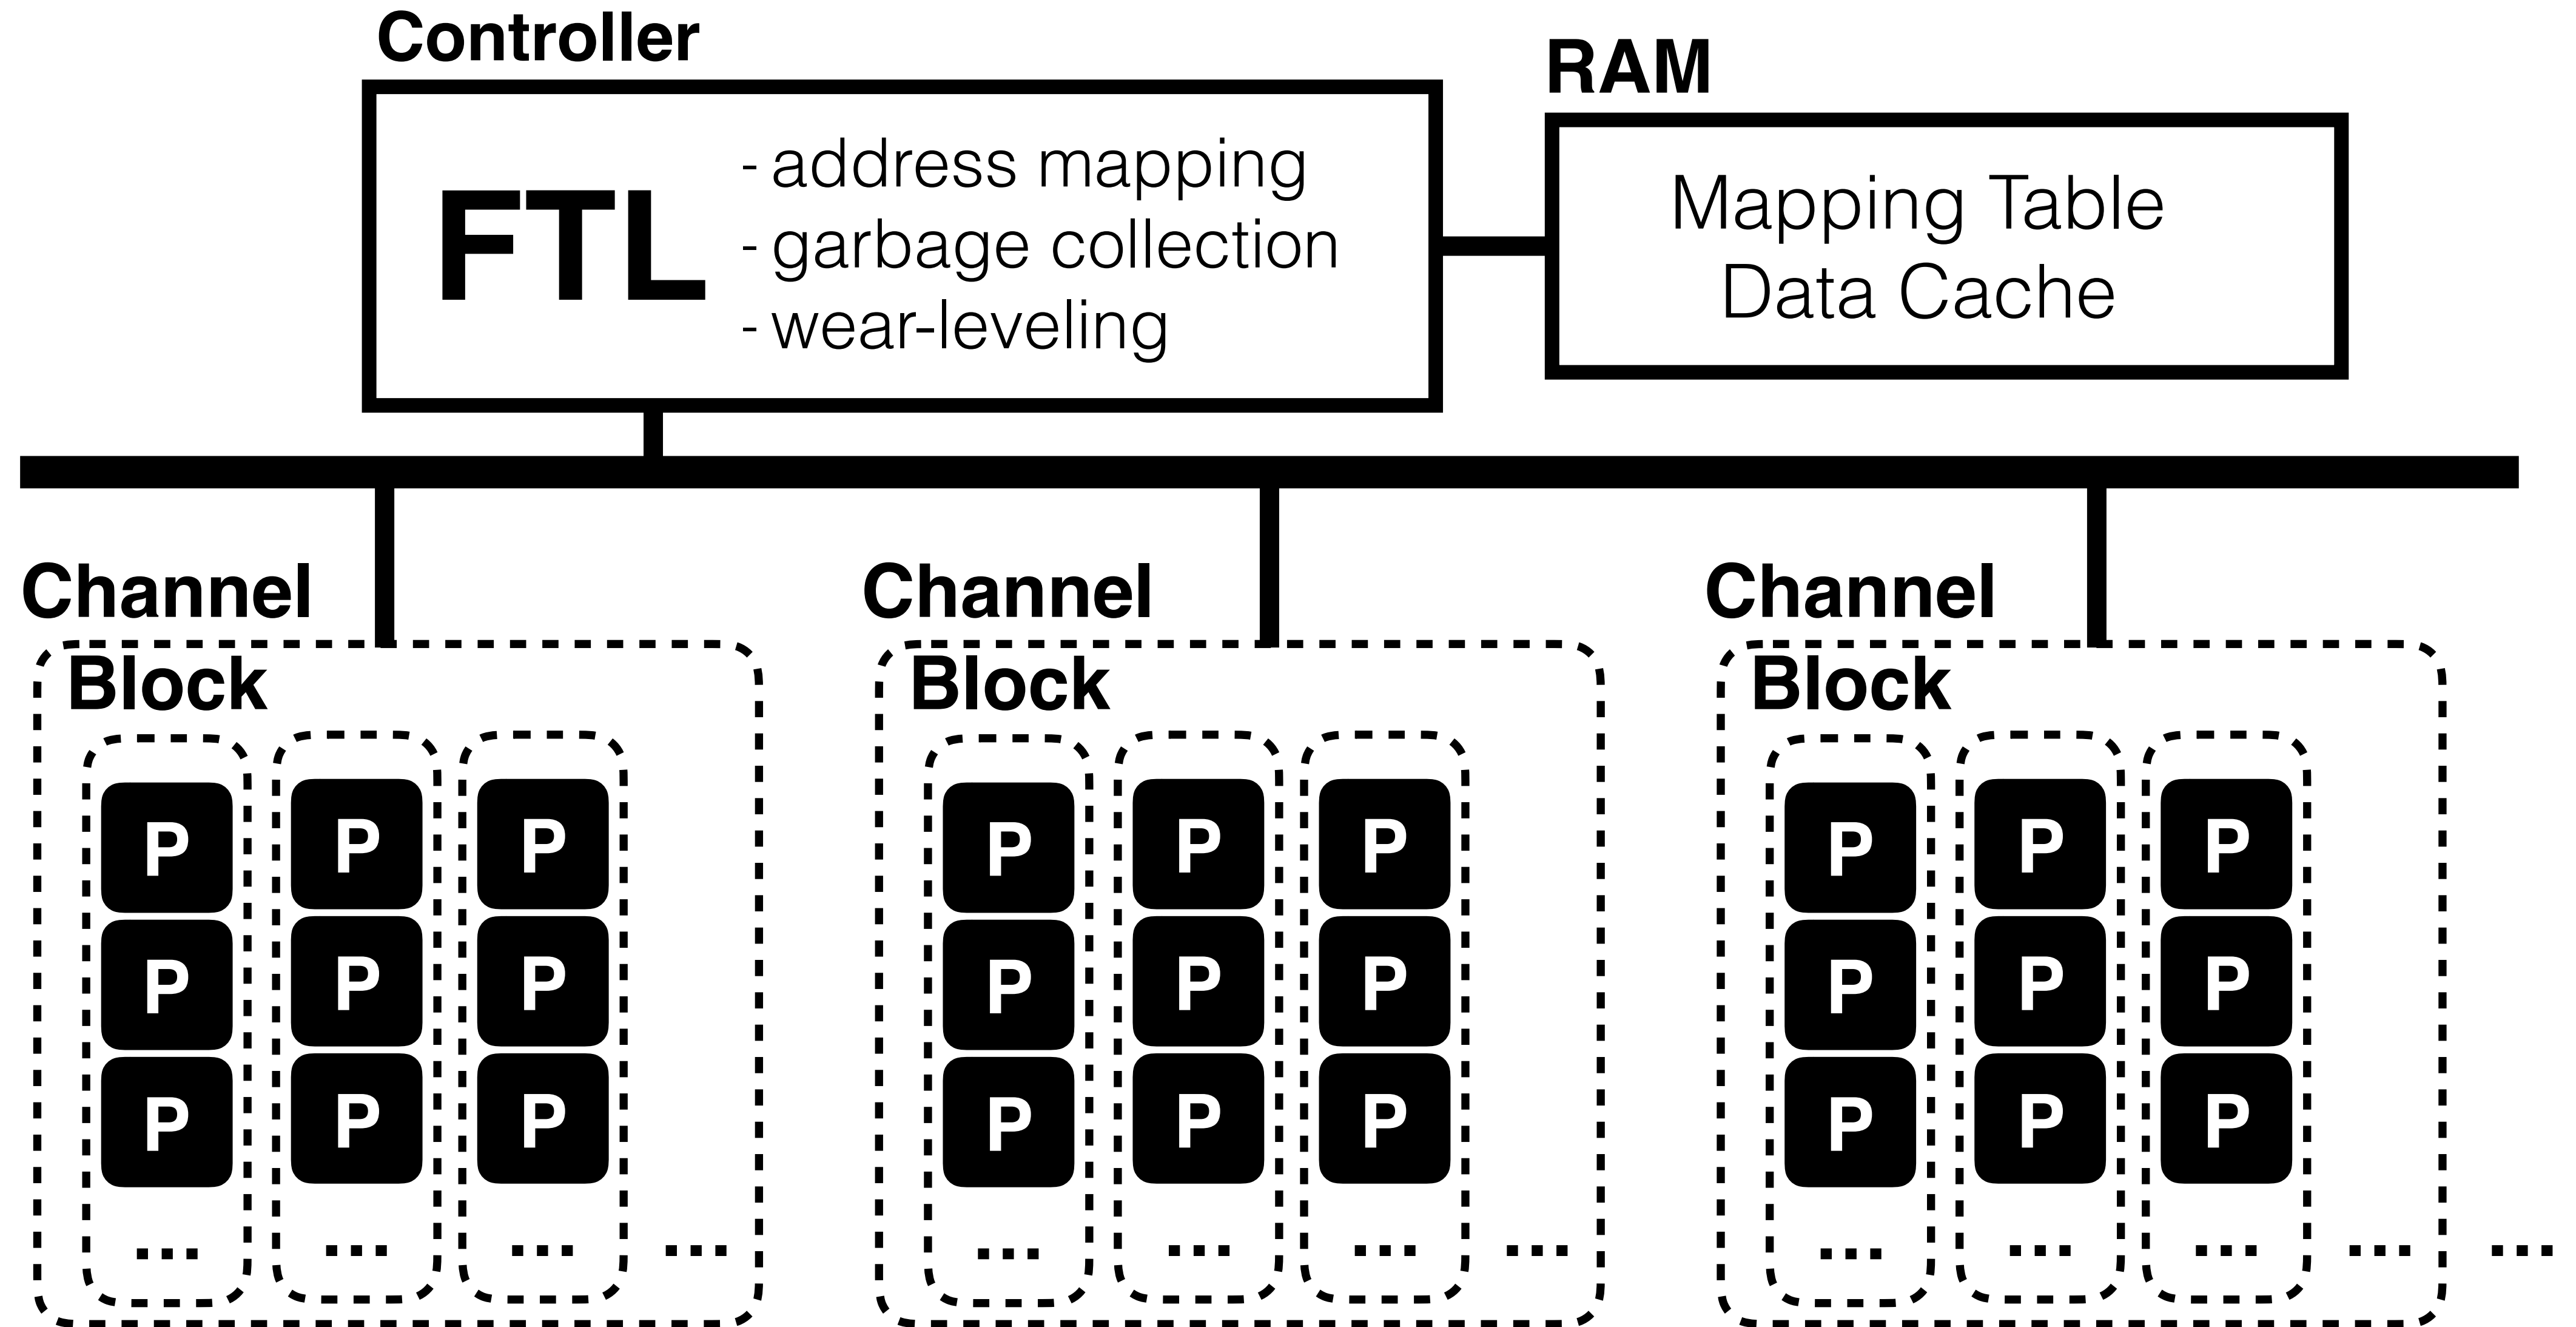 Controller
RAM
FTL
- address mapping
- garbage collection
- wear-leveling
Mapping Table
Data Cache
Channel Channel Channel
Block Block Block
P P P P P P P P P
P P P P P P P P P
P P P P P P P P P
... ... ... ... ... ... ... ... ... ... ... ... ...